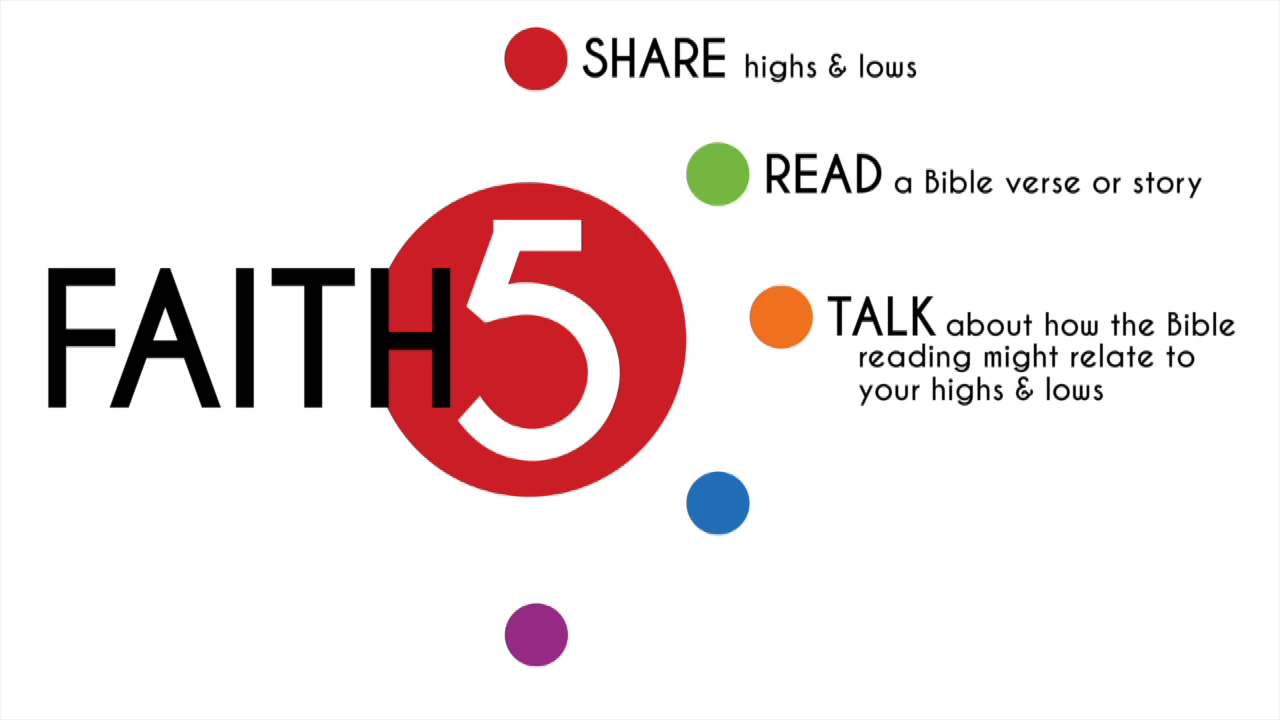 SHARE highs & lows
READ a Bible verse or story
FAITH5
TALK about how the Bible
reading might relate to
your highs & lows